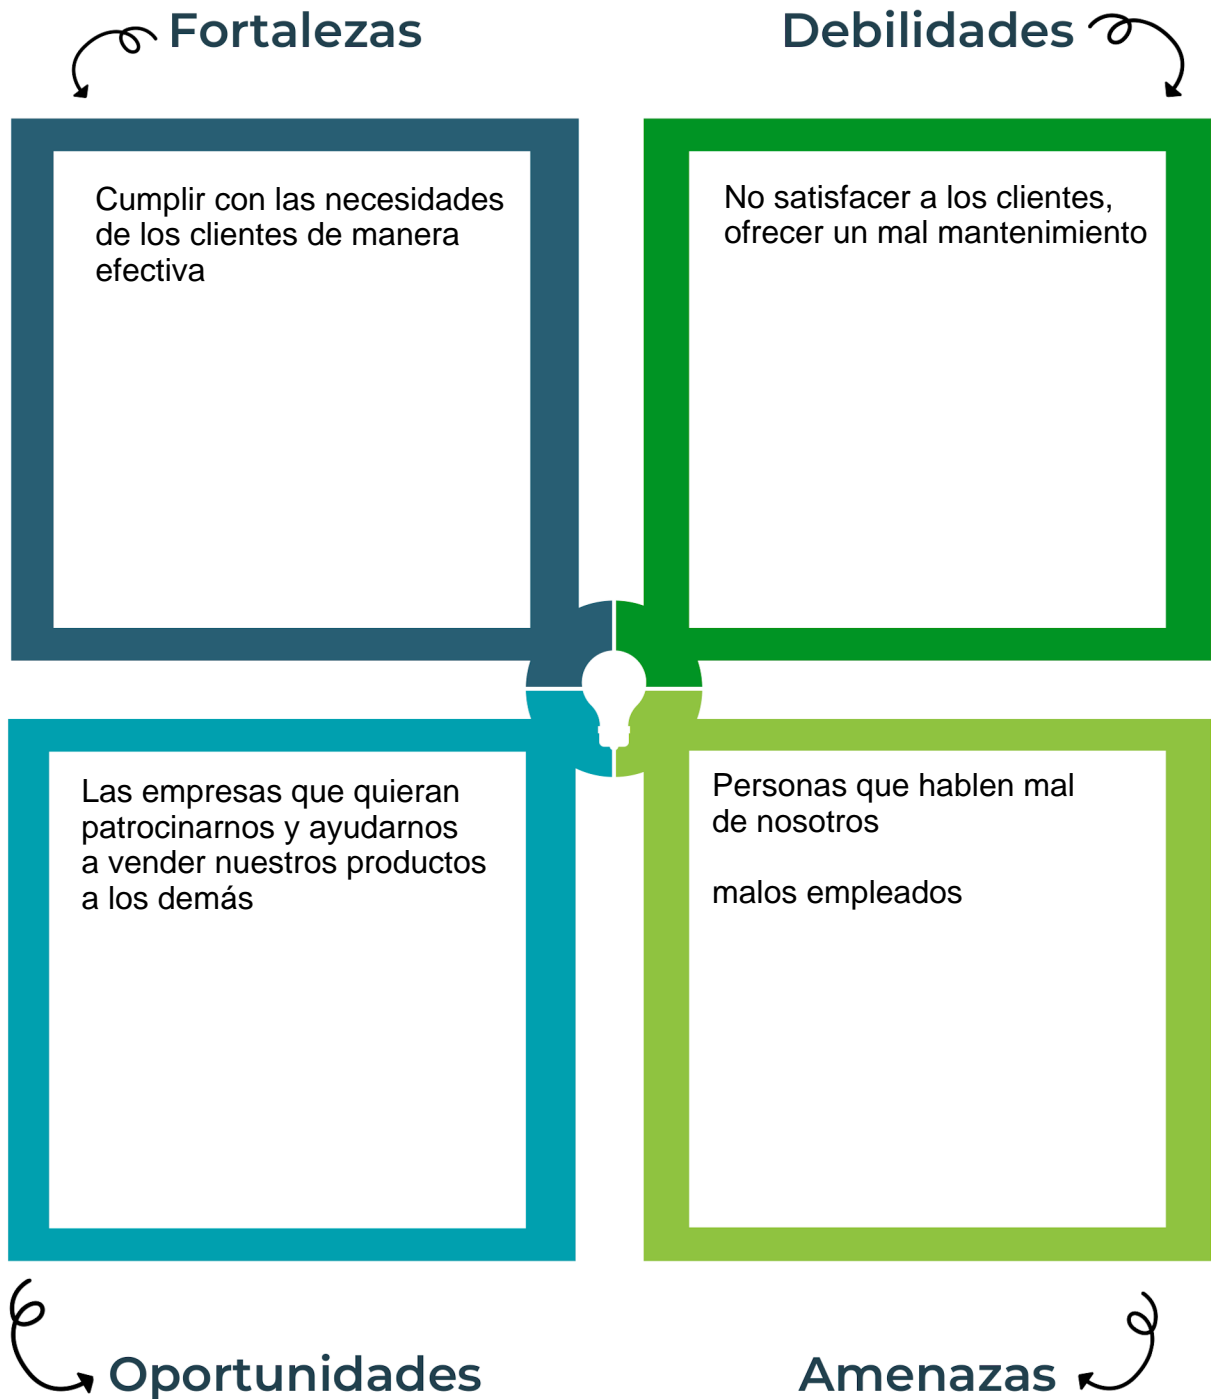 Fortalezas
Debilidades
Cumplir con las necesidades
de los clientes de manera
efectiva
No satisfacer a los clientes,
ofrecer un mal mantenimiento
Las empresas que quieran
patrocinarnos y ayudarnos
a vender nuestros productos
a los demás
Personas que hablen mal
de nosotros
malos empleados
Oportunidades
Amenazas